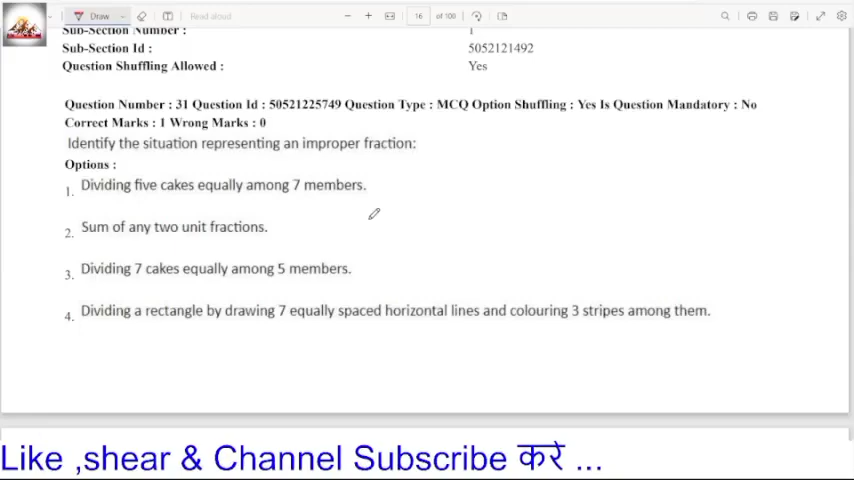 Draw
Read aloud
16 of 100
Sub-Section Number : 1
Sub-Section Id : 5052121492
Question Shuffling Allowed : Yes
Question Number : 31 Question Id : 50521225749 Question Type : MCQ Option Shuffling : Yes Is Question Mandatory : No
Correct Marks : 1 Wrong Marks : 0
Identify the situation representing an improper fraction:
Options :
1. Dividing five cakes equally among 7 members.
2. Sum of any two unit fractions.
3. Dividing 7 cakes equally among 5 members.
4. Dividing a rectangle by drawing 7 equally spaced horizontal lines and colouring 3 stripes among them.
Like ,shear & Channel Subscribe करे ...